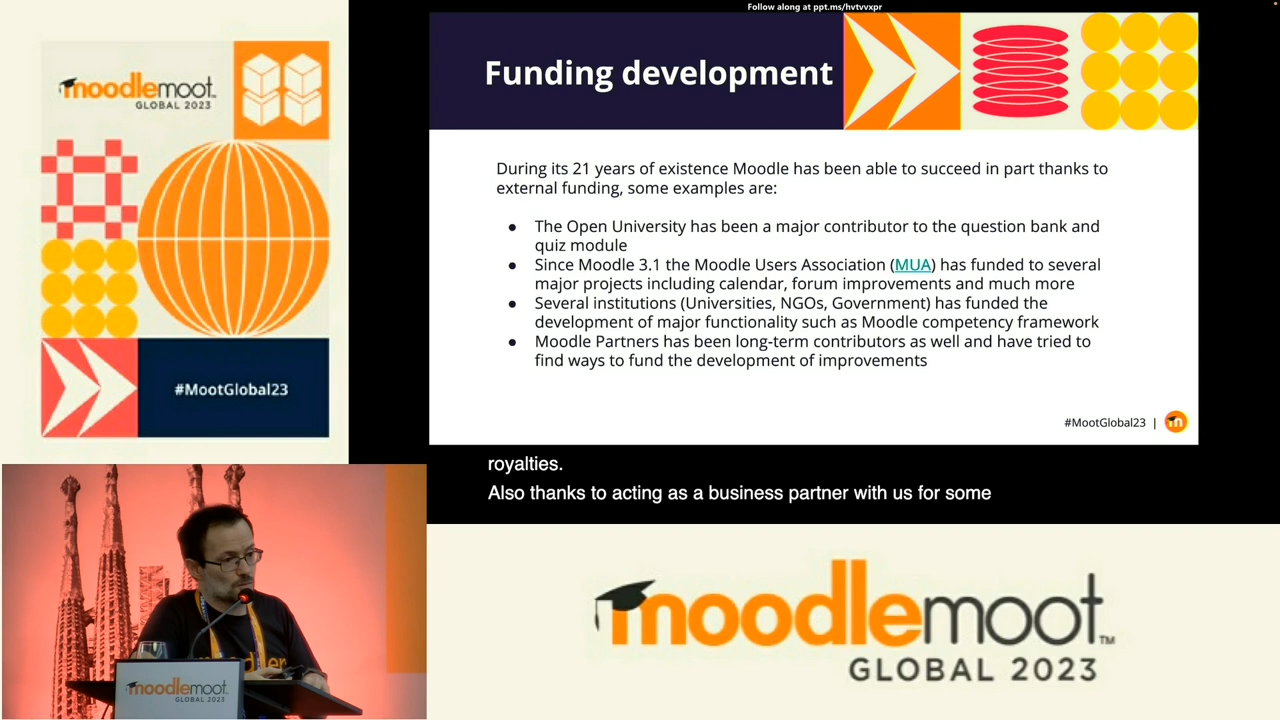 Follow along at ppt.ms/hvtvvxpr
moodlemoot
GLOBAL 2023
#MootGlobal23
Funding development
During its 21 years of existence Moodle has been able to succeed in part thanks to
external funding, some examples are:
● The Open University has been a major contributor to the question bank and
quiz module
● Since Moodle 3.1 the Moodle Users Association (MUA) has funded to several
major projects including calendar, forum improvements and much more
● Several institutions (Universities, NGOs, Government) has funded the
development of major functionality such as Moodle competency framework
● Moodle Partners has been long-term contributors as well and have tried to
find ways to fund the development of improvements
#MootGlobal23 | m
royalties.
Also thanks to acting as a business partner with us for some
moodlemoot
GLOBAL 2023
moodlemoot™
GLOBAL 2023